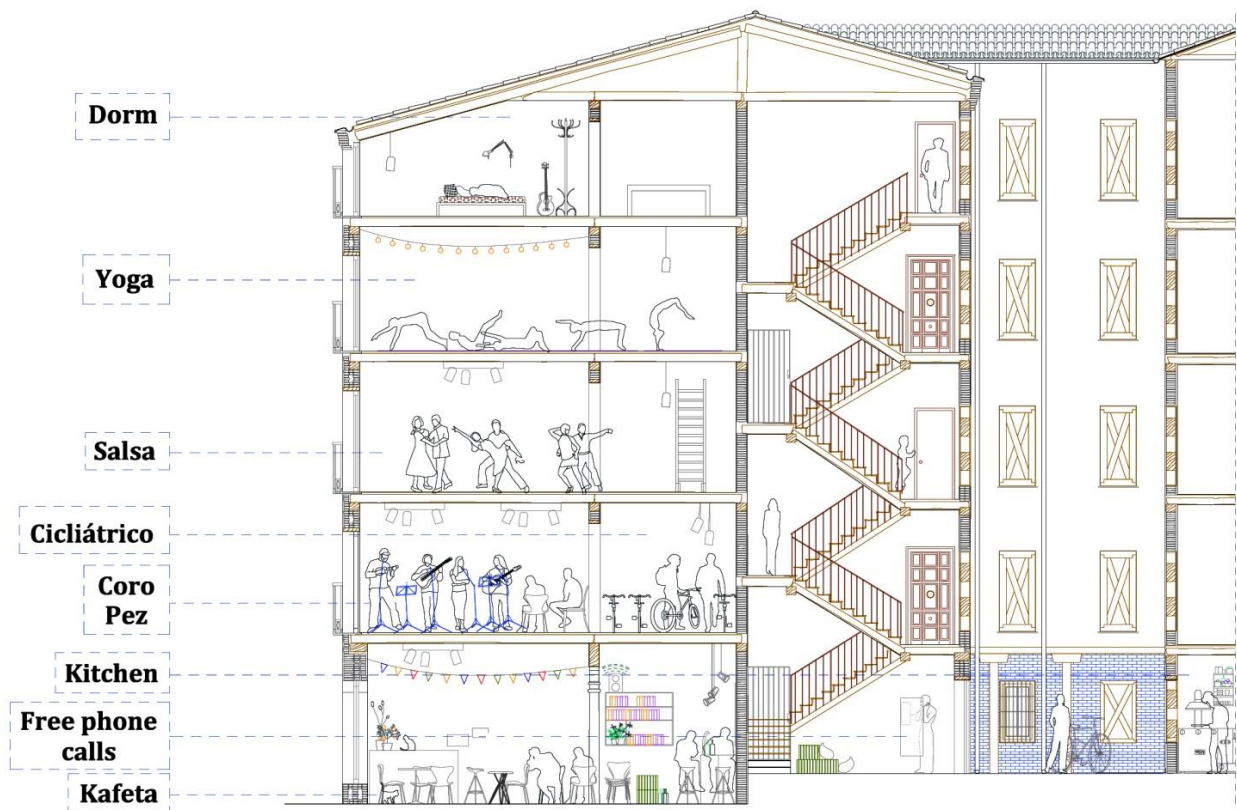 Dorm
Yoga
Salsa
Cicliátrico
Coro
Pez
Kitchen
Free phone
calls
Kafeta